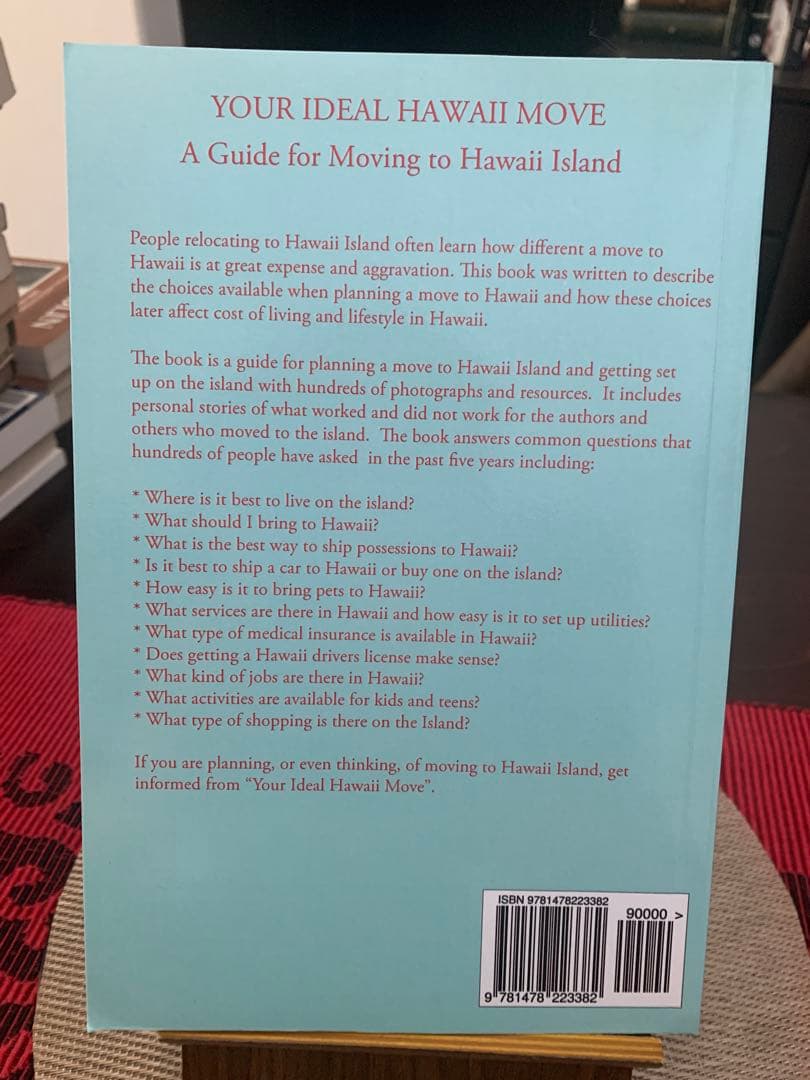 YOUR IDEAL HAWAII MOVE
A Guide for Moving to Hawaii Island
People relocating to Hawaii Island often learn how different a move to
Hawaii is at great expense and aggravation. This book was written to describe
the choices available when planning a move to Hawaii and how these choices
later affect cost of living and lifestyle in Hawaii.
The book is a guide for planning a move to Hawaii Island and getting set
up on the island with hundreds of photographs and resources. It includes
personal stories of what worked and did not work for the authors and
others who moved to the island. The book answers common questions that
hundreds of people have asked in the past five years including:
* Where is it best to live on the island?
* What should I bring to Hawaii?
* What is the best way to ship possessions to Hawaii?
* Is it best to ship a car to Hawaii or buy one on the island?
* How easy is it to bring pets to Hawaii?
* What services are there in Hawaii and how easy is it to set up utilities?
* What type of medical insurance is available in Hawaii?
* Does getting a Hawaii drivers license make sense?
* What kind of jobs are there in Hawaii?
* What activities are available for kids and teens?
* What type of shopping is there on the Island?
If you are planning, or even thinking, of moving to Hawaii Island, get
informed from “Your Ideal Hawaii Move”.
ISBN 9781478223382
90000 >
9 781478 223382